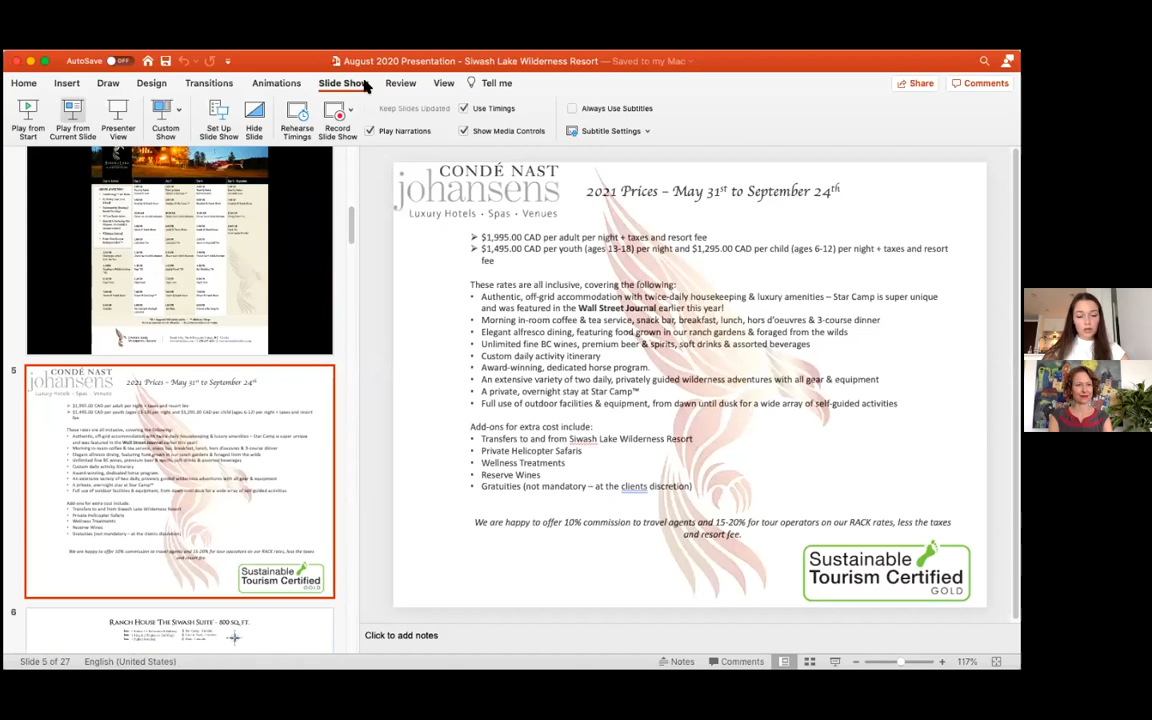 AutoSave OFF
August 2020 Presentation - Siwash Lake Wilderness Resort — Saved to my Mac
Home Insert Draw Design Transitions Animations Slide Show Review View Tell me
Share Comments
Play from Start
Play from Current Slide
Presenter View
Custom Show
Set Up Slide Show
Hide Slide
Rehearse Timings
Record Slide Show
Keep Slides Updated
Play Narrations
Use Timings
Show Media Controls
Always Use Subtitles
Subtitle Settings
5
CONDÉ NAST
johansens
2021 Prices – May 31st to September 24th
6
RANCH HOUSE 'THE SIWASH SUITE' - 800 SQ. FT.
CONDÉ NAST
johansens
Luxury Hotels • Spas • Venues
2021 Prices – May 31st to September 24th
➢ $1,995.00 CAD per adult per night + taxes and resort fee
➢ $1,495.00 CAD per youth (ages 13-18) per night and $1,295.00 CAD per child (ages 6-12) per night + taxes and resort
fee
These rates are all inclusive, covering the following:
• Authentic, off-grid accommodation with twice-daily housekeeping & luxury amenities – Star Camp is super unique
and was featured in the Wall Street Journal earlier this year!
• Morning in-room coffee & tea service, snack bar, breakfast, lunch, hors d'oeuvres & 3-course dinner
• Elegant alfresco dining, featuring food grown in our ranch gardens & foraged from the wilds
• Unlimited fine BC wines, premium beer & spirits, soft drinks & assorted beverages
• Custom daily activity itinerary
• Award-winning, dedicated horse program.
• An extensive variety of two daily, privately guided wilderness adventures with all gear & equipment
• A private, overnight stay at Star Camp™
• Full use of outdoor facilities & equipment, from dawn until dusk for a wide array of self-guided activities
Add-ons for extra cost include:
• Transfers to and from Siwash Lake Wilderness Resort
• Private Helicopter Safaris
• Wellness Treatments
• Reserve Wines
• Gratuities (not mandatory – at the clients discretion)
We are happy to offer 10% commission to travel agents and 15-20% for tour operators on our RACK rates, less the taxes
and resort fee.
Sustainable
Tourism Certified
GOLD
Click to add notes
Slide 5 of 27 English (United States) Notes Comments 117%